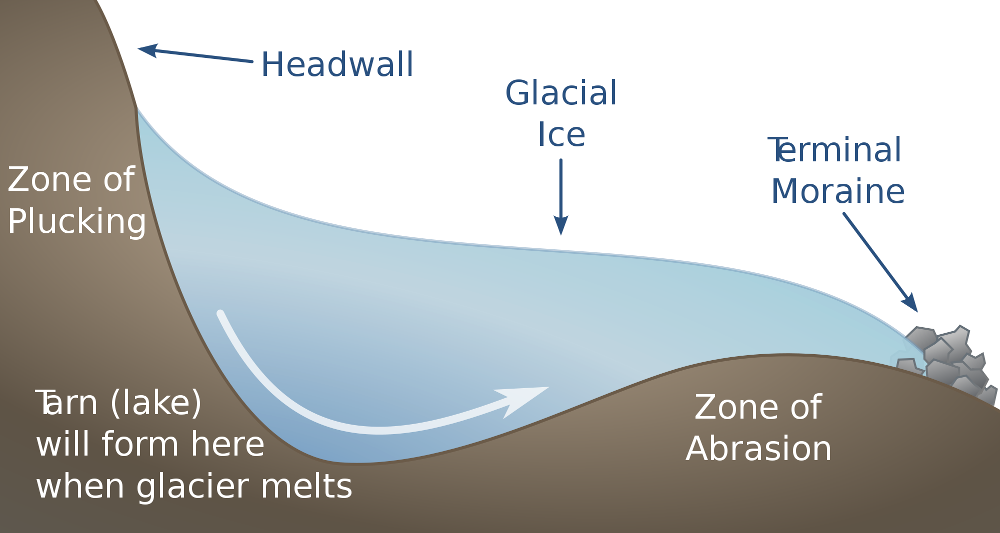 Headwall
Glacial
Ice
Terminal
Moraine
Zone of
Plucking
Tarn (lake)
will form here
when glacier melts
Zone of
Abrasion